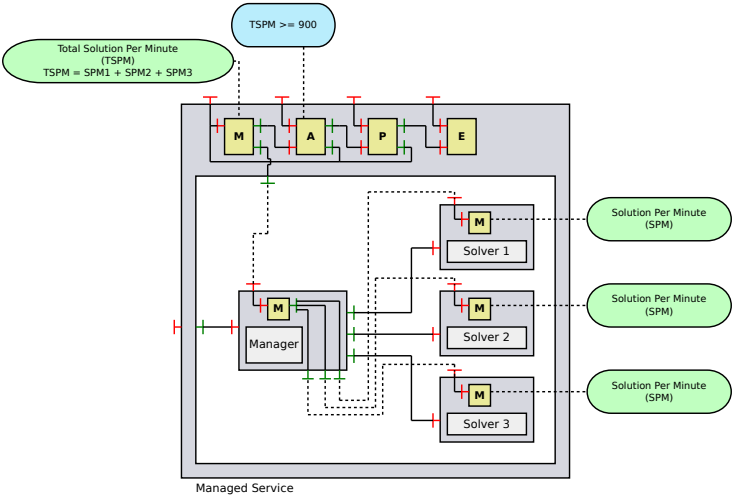 TSPM >= 900
Total Solution Per Minute
(TSPM)
TSPM = SPM1 + SPM2 + SPM3
M
A
P
E
M
Solver 1
Solution Per Minute
(SPM)
M
Manager
M
Solver 2
Solution Per Minute
(SPM)
M
Solver 3
Solution Per Minute
(SPM)
Managed Service